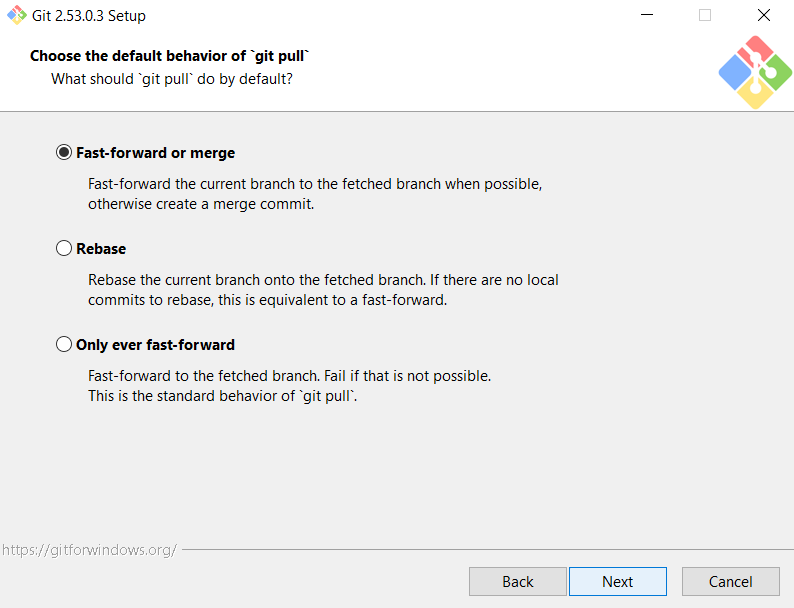 Git 2.53.0.3 Setup
Choose the default behavior of `git pull`
What should `git pull` do by default?
Fast-forward or merge
Fast-forward the current branch to the fetched branch when possible,
otherwise create a merge commit.
Rebase
Rebase the current branch onto the fetched branch. If there are no local
commits to rebase, this is equivalent to a fast-forward.
Only ever fast-forward
Fast-forward to the fetched branch. Fail if that is not possible.
This is the standard behavior of `git pull`.
https://gitforwindows.org/
Back
Next
Cancel